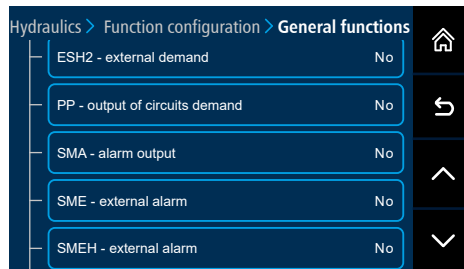 Hydraulics > Function configuration > General functions
ESH2 - external demand No
PP - output of circuits demand No
SMA - alarm output No
SME - external alarm No
SMEH - external alarm No